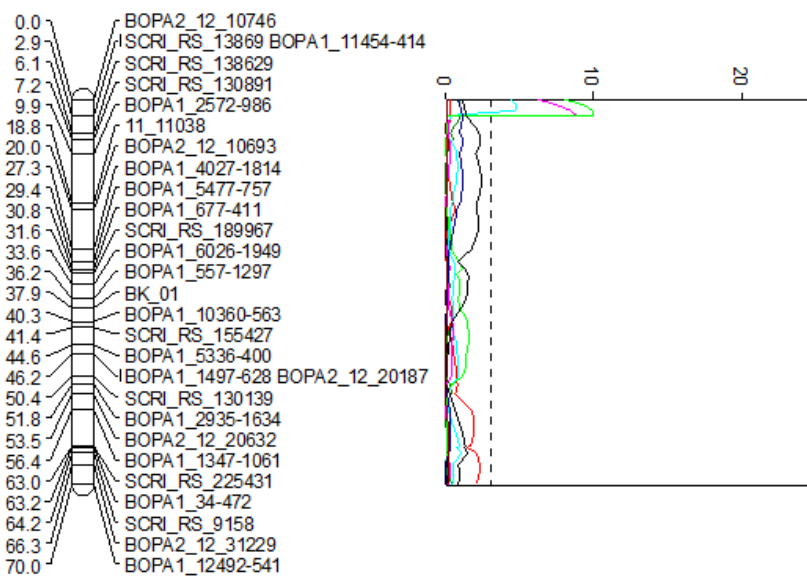 0.0 BOPA2_12_10746
2.9 SCRI_RS_13869 BOPA1_11454-414
6.1 SCRI_RS_138629
7.2 SCRI_RS_130891
9.9 BOPA1_2572-986
18.8 11_11038
20.0 BOPA2_12_10693
27.3 BOPA1_4027-1814
29.4 BOPA1_5477-757
30.8 BOPA1_677-411
31.6 SCRI_RS_189967
33.6 BOPA1_6026-1949
36.2 BOPA1_557-1297
37.9 BK_01
40.3 BOPA1_10360-563
41.4 SCRI_RS_155427
44.6 BOPA1_5336-400
46.2 BOPA1_1497-628 BOPA2_12_20187
50.4 SCRI_RS_130139
51.8 BOPA1_2935-1634
53.5 BOPA2_12_20632
56.4 BOPA1_1347-1061
63.0 SCRI_RS_225431
63.2 BOPA1_34-472
64.2 SCRI_RS_9158
66.3 BOPA2_12_31229
70.0 BOPA1_12492-541
0 10 20